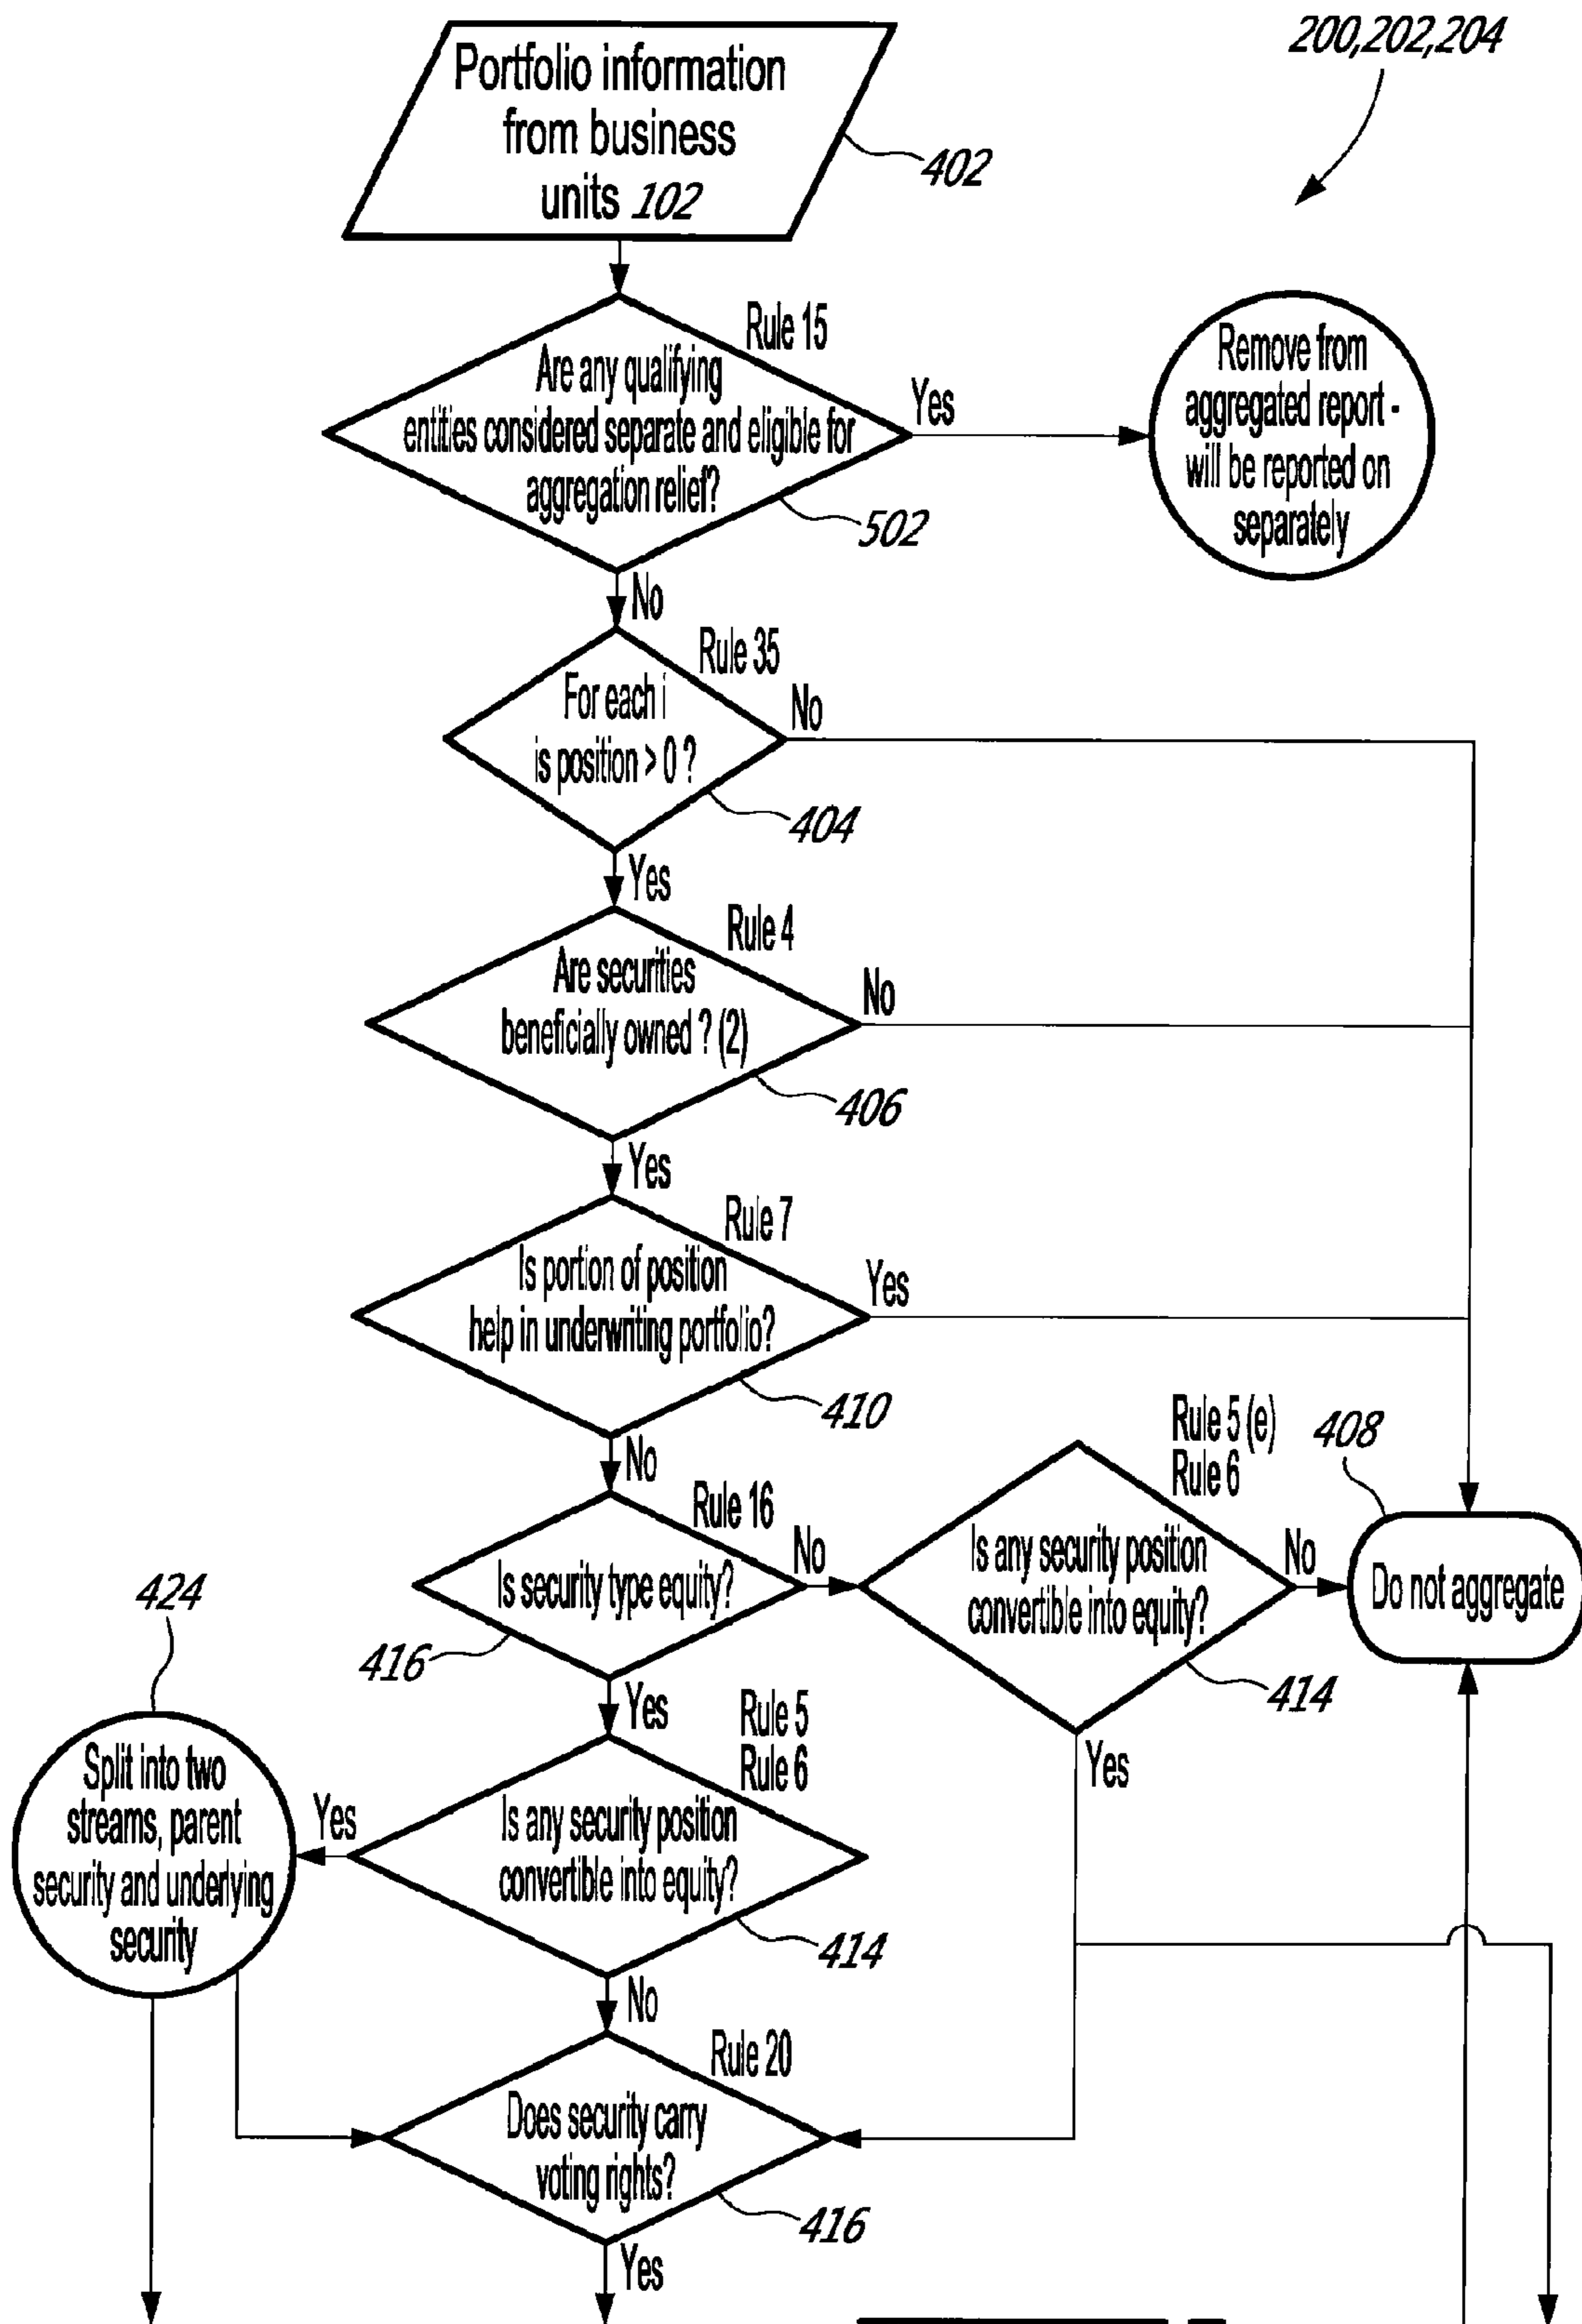 200,202,204
Portfolio information
from business
units 102
402
Rule 15
Are any qualifying
entities considered separate and eligible for
aggregation relief?
Yes
502
Remove from
aggregated report -
will be reported on
separately
No
Rule 35
For each i
is position > 0 ?
No
404
Yes
Rule 4
Are securities
beneficially owned ? (2)
No
406
Yes
Rule 7
Is portion of position
help in underwriting portfolio?
Yes
410
No
Rule 16
Is security type equity?
No
416
Rule 5 (e)
Rule 6
Is any security position
convertible into equity?
No
414
Yes
408
Do not aggregate
Yes
Rule 5
Rule 6
Is any security position
convertible into equity?
Yes
414
424
Split into two
streams, parent
security and underlying
security
No
Rule 20
Does security carry
voting rights?
416
Yes